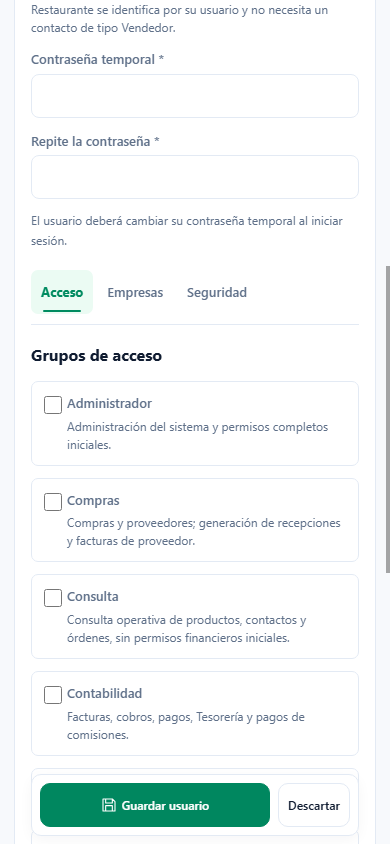 Restaurante se identifica por su usuario y no necesita un
contacto de tipo Vendedor.
Contraseña temporal *
Repite la contraseña *
El usuario deberá cambiar su contraseña temporal al iniciar
sesión.
Acceso Empresas Seguridad
Grupos de acceso
Administrador
Administración del sistema y permisos completos
iniciales.
Compras
Compras y proveedores; generación de recepciones
y facturas de proveedor.
Consulta
Consulta operativa de productos, contactos y
órdenes, sin permisos financieros iniciales.
Contabilidad
Facturas, cobros, pagos, Tesorería y pagos de
comisiones.
Guardar usuario Descartar